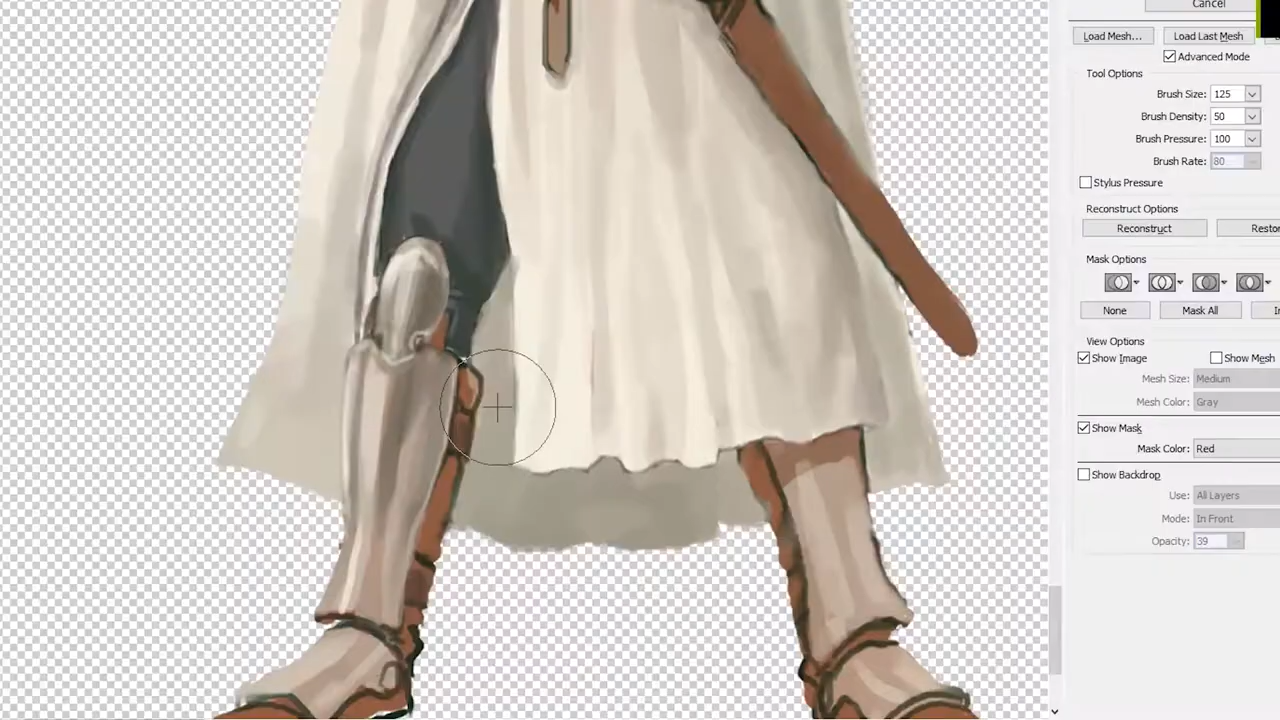 Cancel
Load Mesh... Load Last Mesh
Advanced Mode
Tool Options
Brush Size: 125
Brush Density: 50
Brush Pressure: 100
Brush Rate: 80
Stylus Pressure
Reconstruct Options
Reconstruct
Mask Options
None Mask All
View Options
Show Image Show Mesh
Mesh Size: Medium
Mesh Color: Gray
Show Mask
Mask Color: Red
Show Backdrop
Use: All Layers
Mode: In Front
Opacity: 39